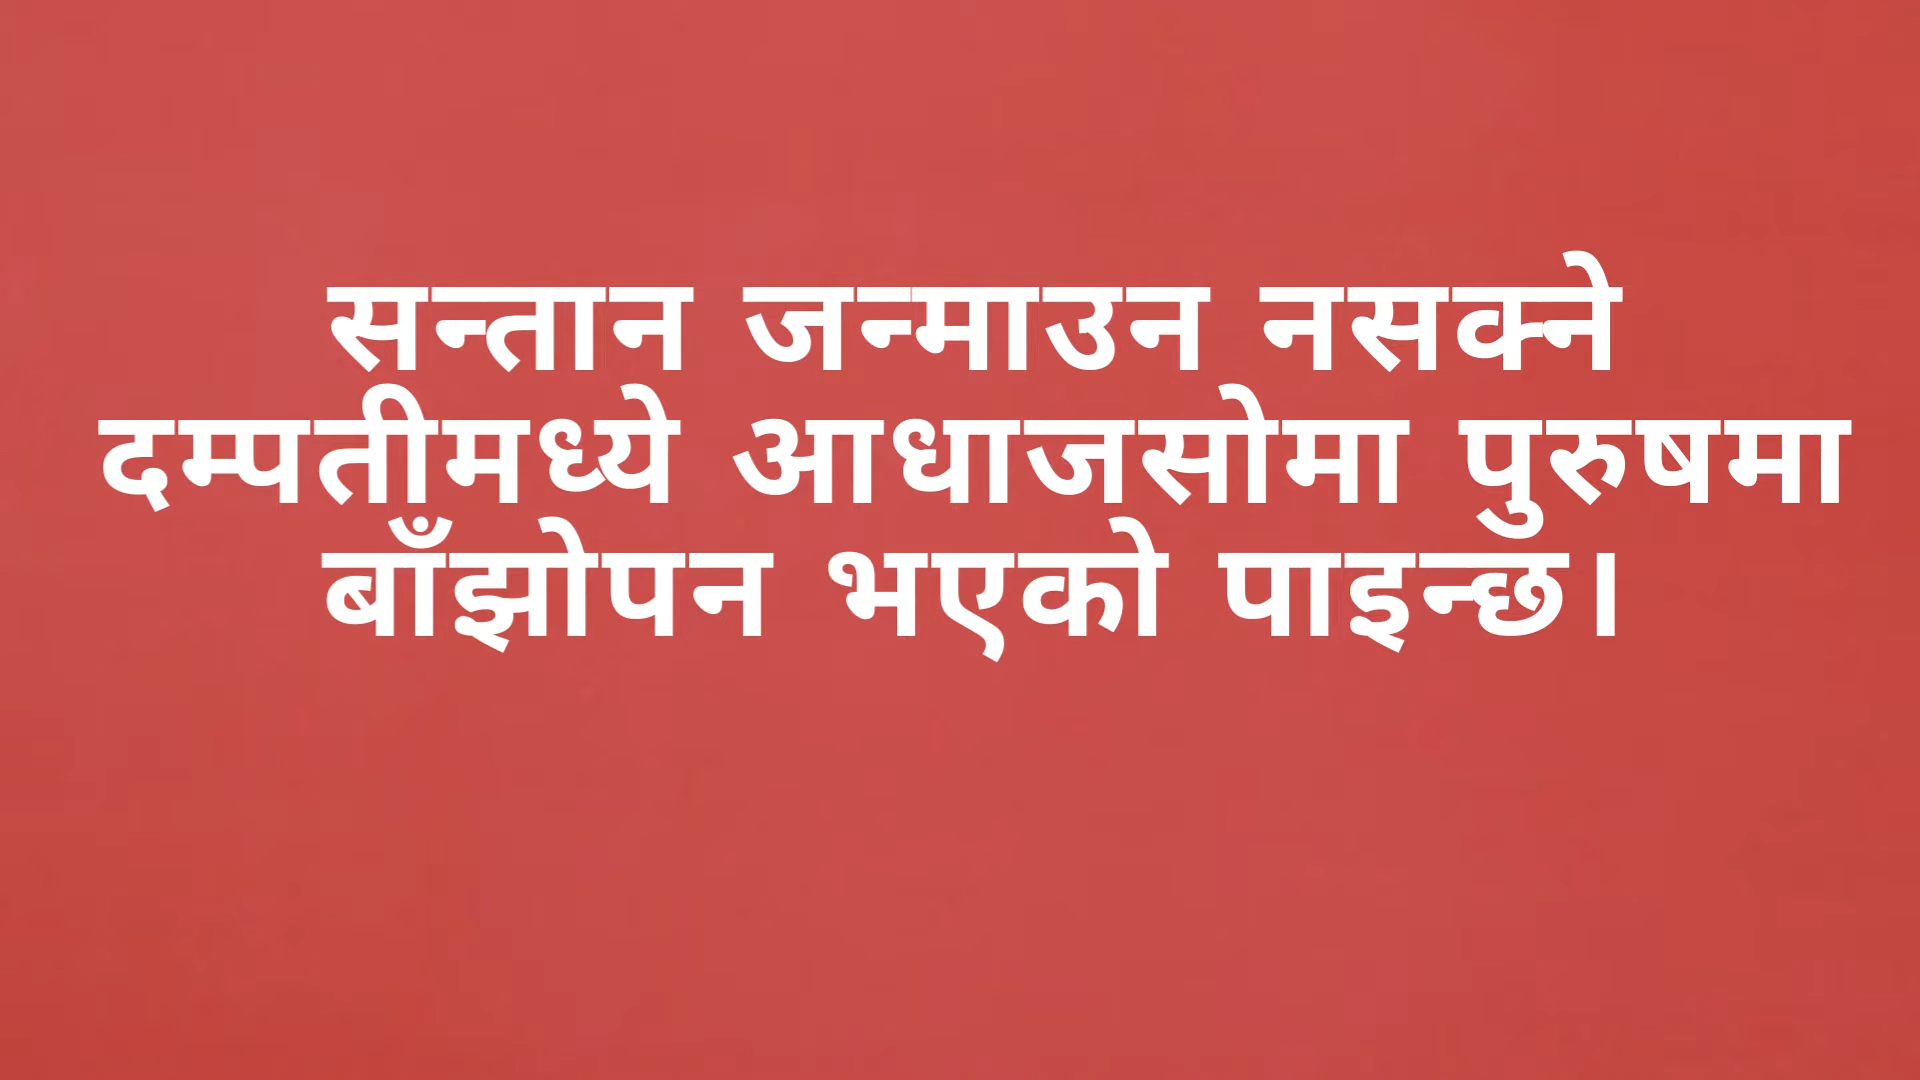 सन्तान जन्माउन नसक्ने
दम्पतीमध्ये आधाजसोमा पुरुषमा
बाँझोपन भएको पाइन्छ।